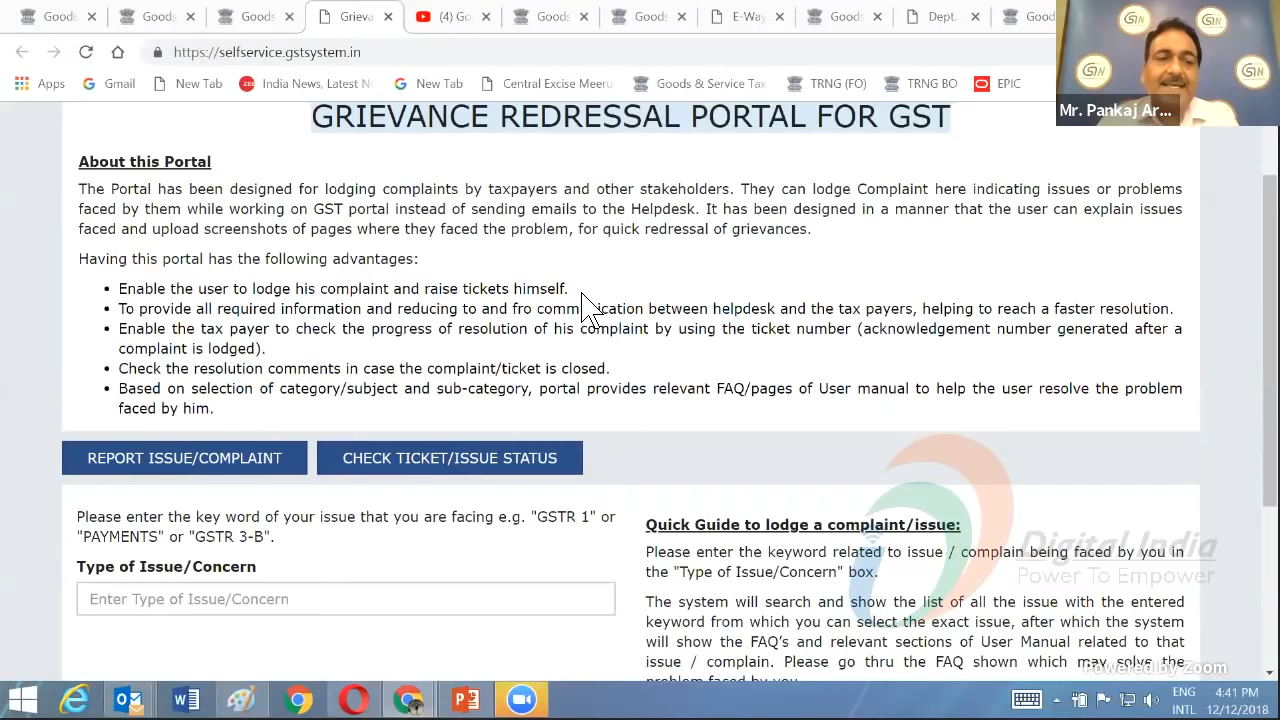 Goods
Goods
Goods
Grieva
(4) Go
Goods
Goods
E-Way
Goods
Dept.
Good
https://selfservice.gstsystem.in
Apps
Gmail
New Tab
India News, Latest Ne
New Tab
Central Excise Meeru
Goods & Service Tax
TRNG (FO)
TRNG BO
EPIC
Mr. Pankaj Ar...
GRIEVANCE REDRESSAL PORTAL FOR GST
About this Portal
The Portal has been designed for lodging complaints by taxpayers and other stakeholders. They can lodge Complaint here indicating issues or problems
faced by them while working on GST portal instead of sending emails to the Helpdesk. It has been designed in a manner that the user can explain issues
faced and upload screenshots of pages where they faced the problem, for quick redressal of grievances.
Having this portal has the following advantages:
• Enable the user to lodge his complaint and raise tickets himself.
• To provide all required information and reducing to and fro communication between helpdesk and the tax payers, helping to reach a faster resolution.
• Enable the tax payer to check the progress of resolution of his complaint by using the ticket number (acknowledgement number generated after a
complaint is lodged).
• Check the resolution comments in case the complaint/ticket is closed.
• Based on selection of category/subject and sub-category, portal provides relevant FAQ/pages of User manual to help the user resolve the problem
faced by him.
REPORT ISSUE/COMPLAINT
CHECK TICKET/ISSUE STATUS
Please enter the key word of your issue that you are facing e.g. "GSTR 1" or
"PAYMENTS" or "GSTR 3-B".
Type of Issue/Concern
Enter Type of Issue/Concern
Quick Guide to lodge a complaint/issue:
Please enter the keyword related to issue / complain being faced by you in
the "Type of Issue/Concern" box.
The system will search and show the list of all the issue with the entered
keyword from which you can select the exact issue, after which the system
will show the FAQ's and relevant sections of User Manual related to that
issue / complain. Please go thru the FAQ shown which may solve the
problem faced by you
Digital India
Power To Empower
Powered by Zoom
ENG
INTL
4:41 PM
12/12/2018